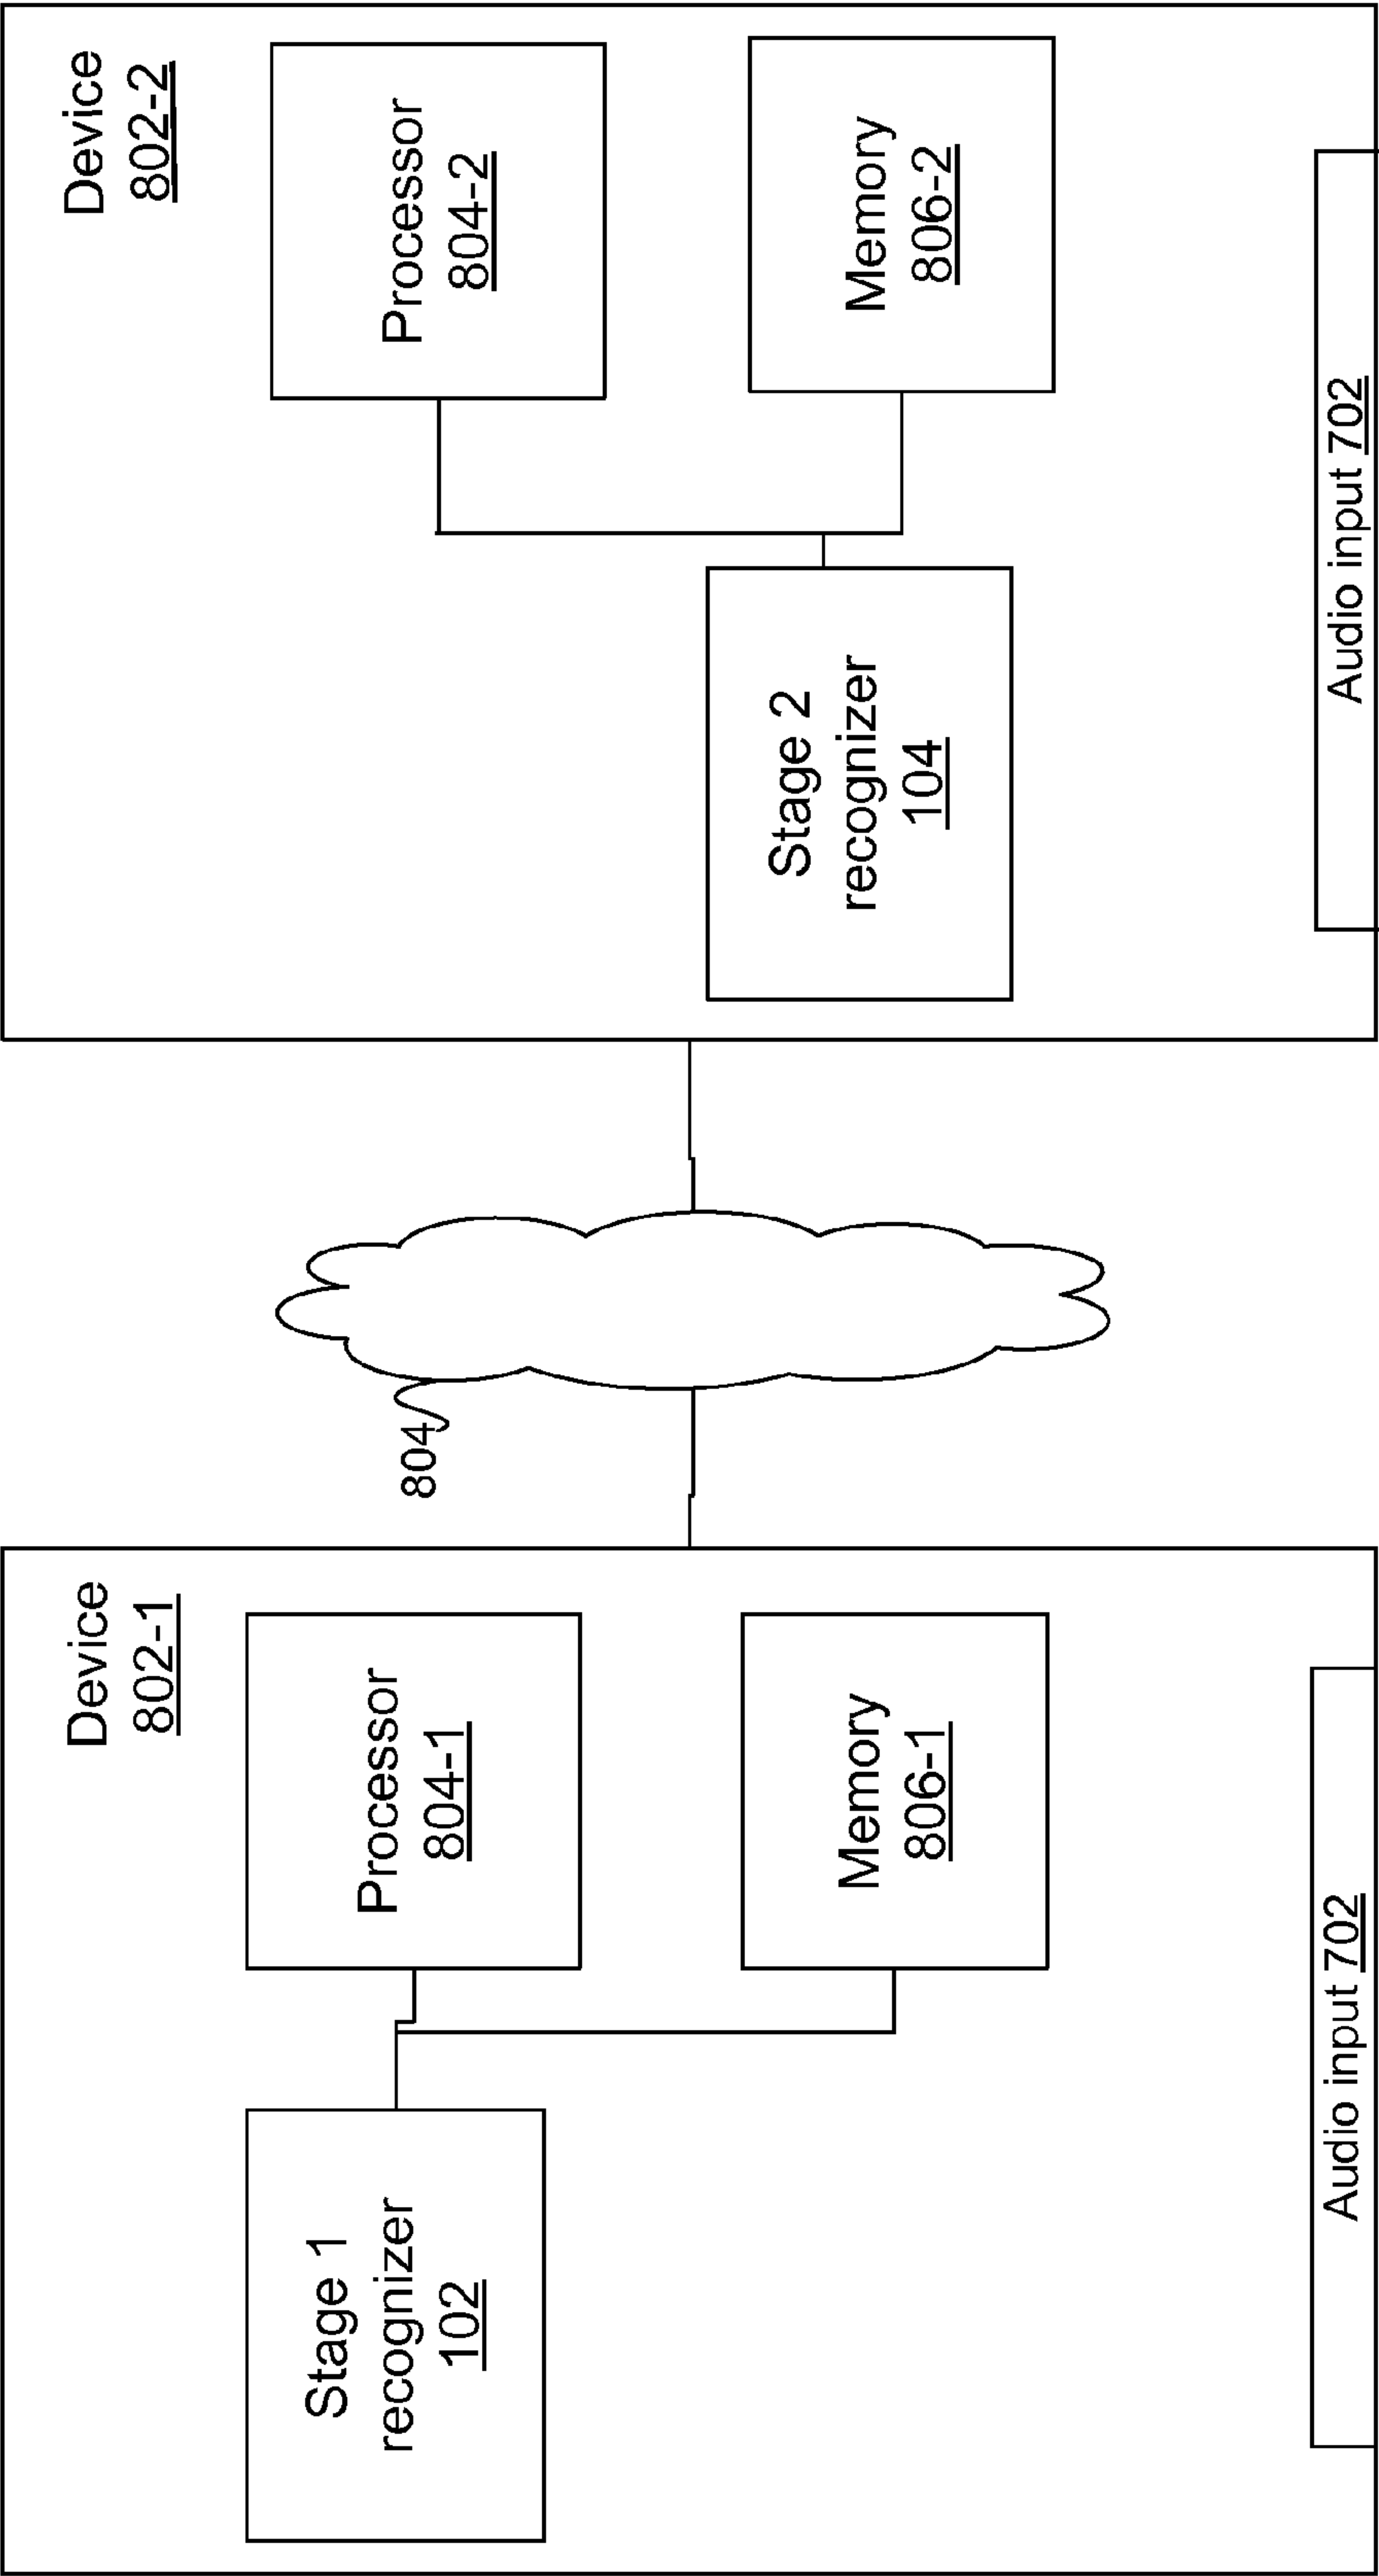 Device
802-1
Stage 1
recognizer
102
Processor
804-1
Memory
806-1
Audio input 702
804
Device
802-2
Stage 2
recognizer
104
Processor
804-2
Memory
806-2
Audio input 702